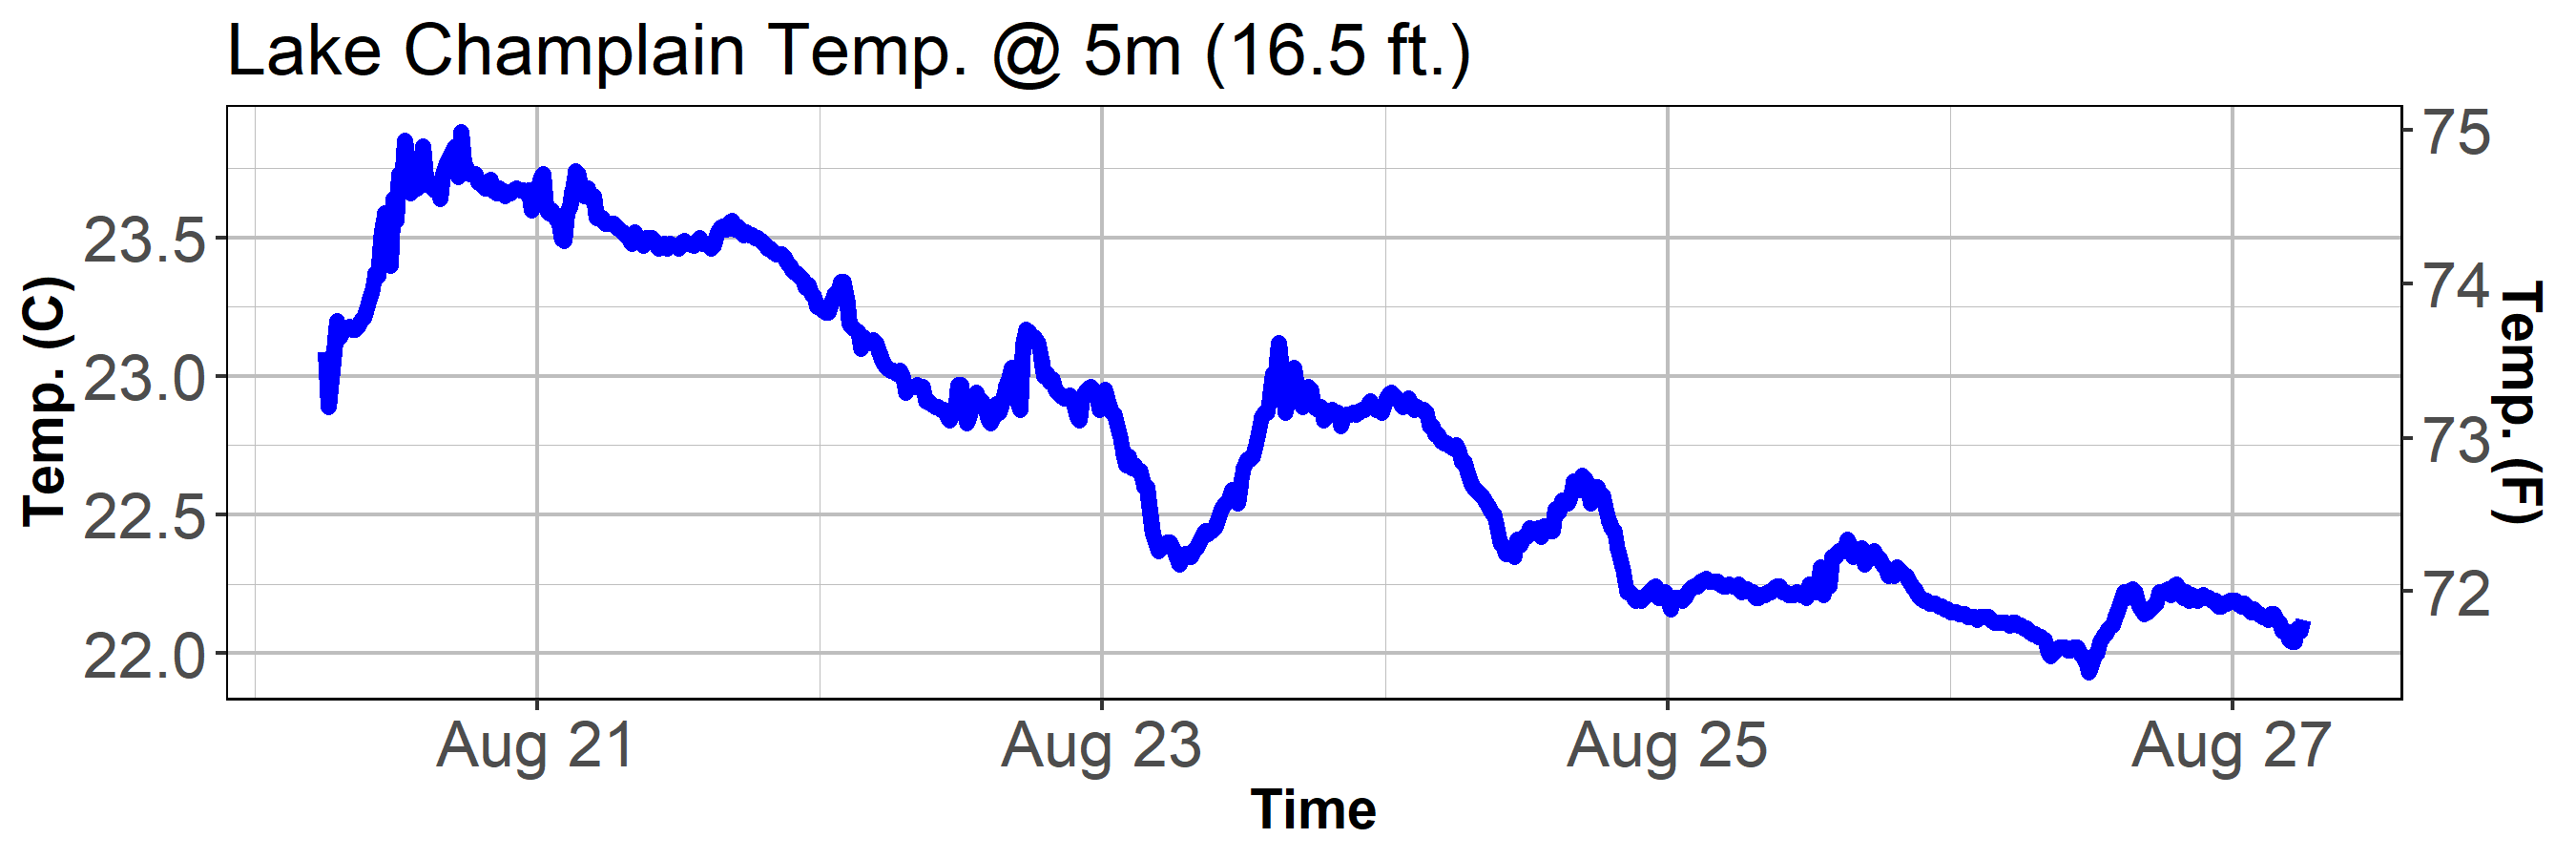 Lake Champlain Temp. @ 5m (16.5 ft.)
75
23.5
74
23.0
73
22.5
72
22.0
Temp. (C)
Temp. (F)
Aug 21 Aug 23 Aug 25 Aug 27
Time